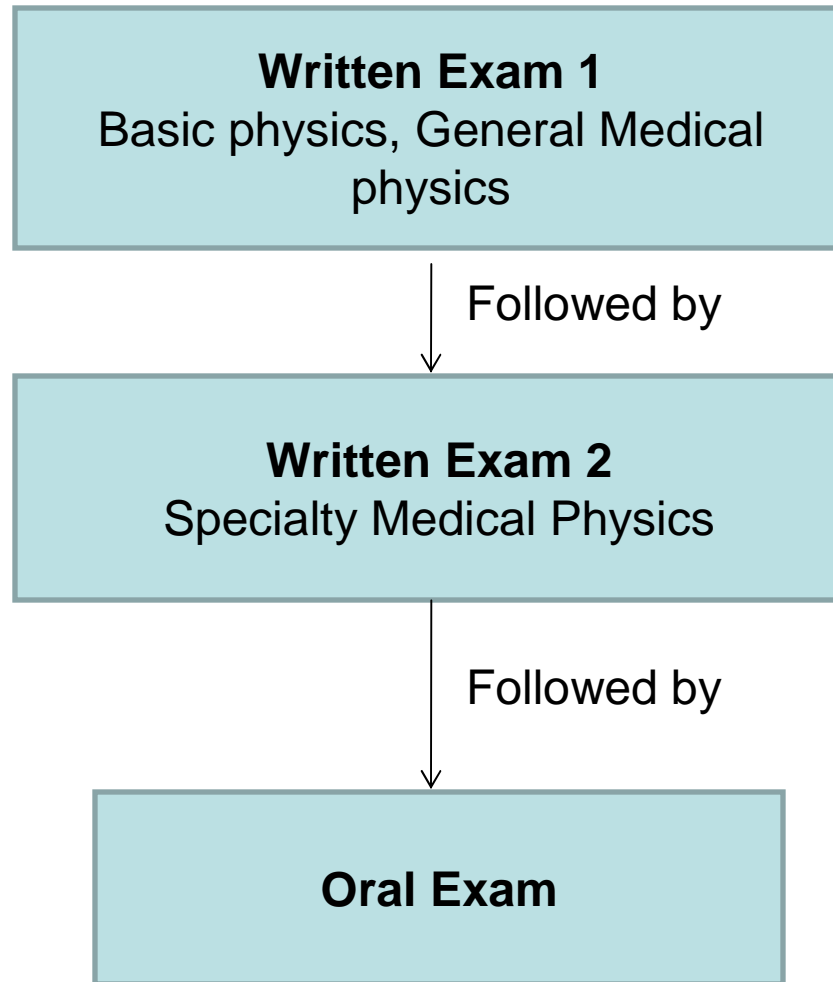 Written Exam 1
Basic physics, General Medical
physics
Followed by
Written Exam 2
Specialty Medical Physics
Followed by
Oral Exam